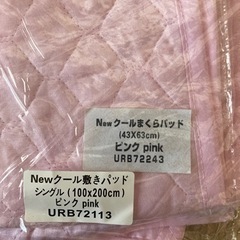 Newクールまくらパッド
(43X63cm)
ピンク pink
URB72243
Newクール敷きパッド
シングル(100x200cm)
ピンク pink
URB72113